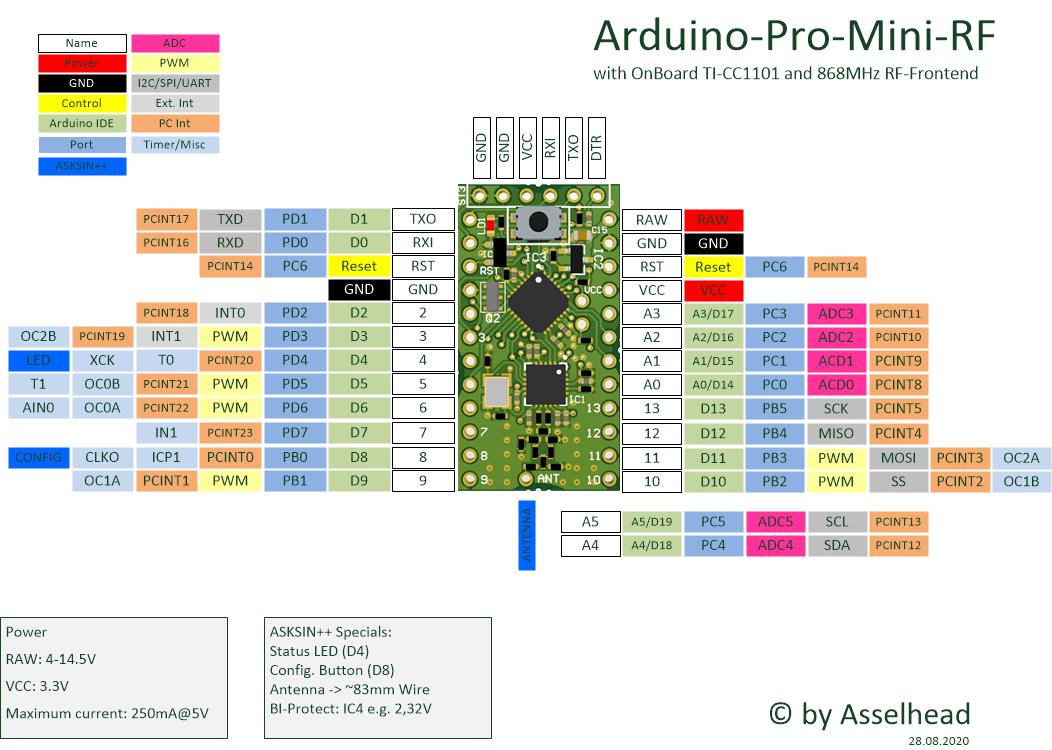 Arduino-Pro-Mini-RF
with OnBoard TI-CC1101 and 868MHz RF-Frontend
Name ADC
Power PWM
GND I2C/SPI/UART
Control Ext. Int
Arduino IDE PC Int
Port Timer/Misc
ASKSIN++
GND GND VCC RXI TXO DTR
ST3
LD1
C15
IC
IC3
IC2
RST
VCC
Q2
3
IC1
13
7 12
8 11
9 ANT 10
PCINT17 TXD PD1 D1 TXO
PCINT16 RXD PD0 D0 RXI
PCINT14 PC6 Reset RST
GND GND
PCINT18 INT0 PD2 D2 2
OC2B PCINT19 INT1 PWM PD3 D3 3
LED XCK T0 PCINT20 PD4 D4 4
T1 OC0B PCINT21 PWM PD5 D5 5
AIN0 OC0A PCINT22 PWM PD6 D6 6
IN1 PCINT23 PD7 D7 7
CONFIG CLKO ICP1 PCINT0 PB0 D8 8
OC1A PCINT1 PWM PB1 D9 9
RAW RAW
GND GND
RST Reset PC6 PCINT14
VCC VCC
A3 A3/D17 PC3 ADC3 PCINT11
A2 A2/D16 PC2 ADC2 PCINT10
A1 A1/D15 PC1 ACD1 PCINT9
A0 A0/D14 PC0 ACD0 PCINT8
13 D13 PB5 SCK PCINT5
12 D12 PB4 MISO PCINT4
11 D11 PB3 PWM MOSI PCINT3 OC2A
10 D10 PB2 PWM SS PCINT2 OC1B
ANTENNA
A5 A5/D19 PC5 ADC5 SCL PCINT13
A4 A4/D18 PC4 ADC4 SDA PCINT12
Power
RAW: 4-14.5V
VCC: 3.3V
Maximum current: 250mA@5V
ASKSIN++ Specials:
Status LED (D4)
Config. Button (D8)
Antenna -> ~83mm Wire
BI-Protect: IC4 e.g. 2,32V
© by Asselhead
28.08.2020